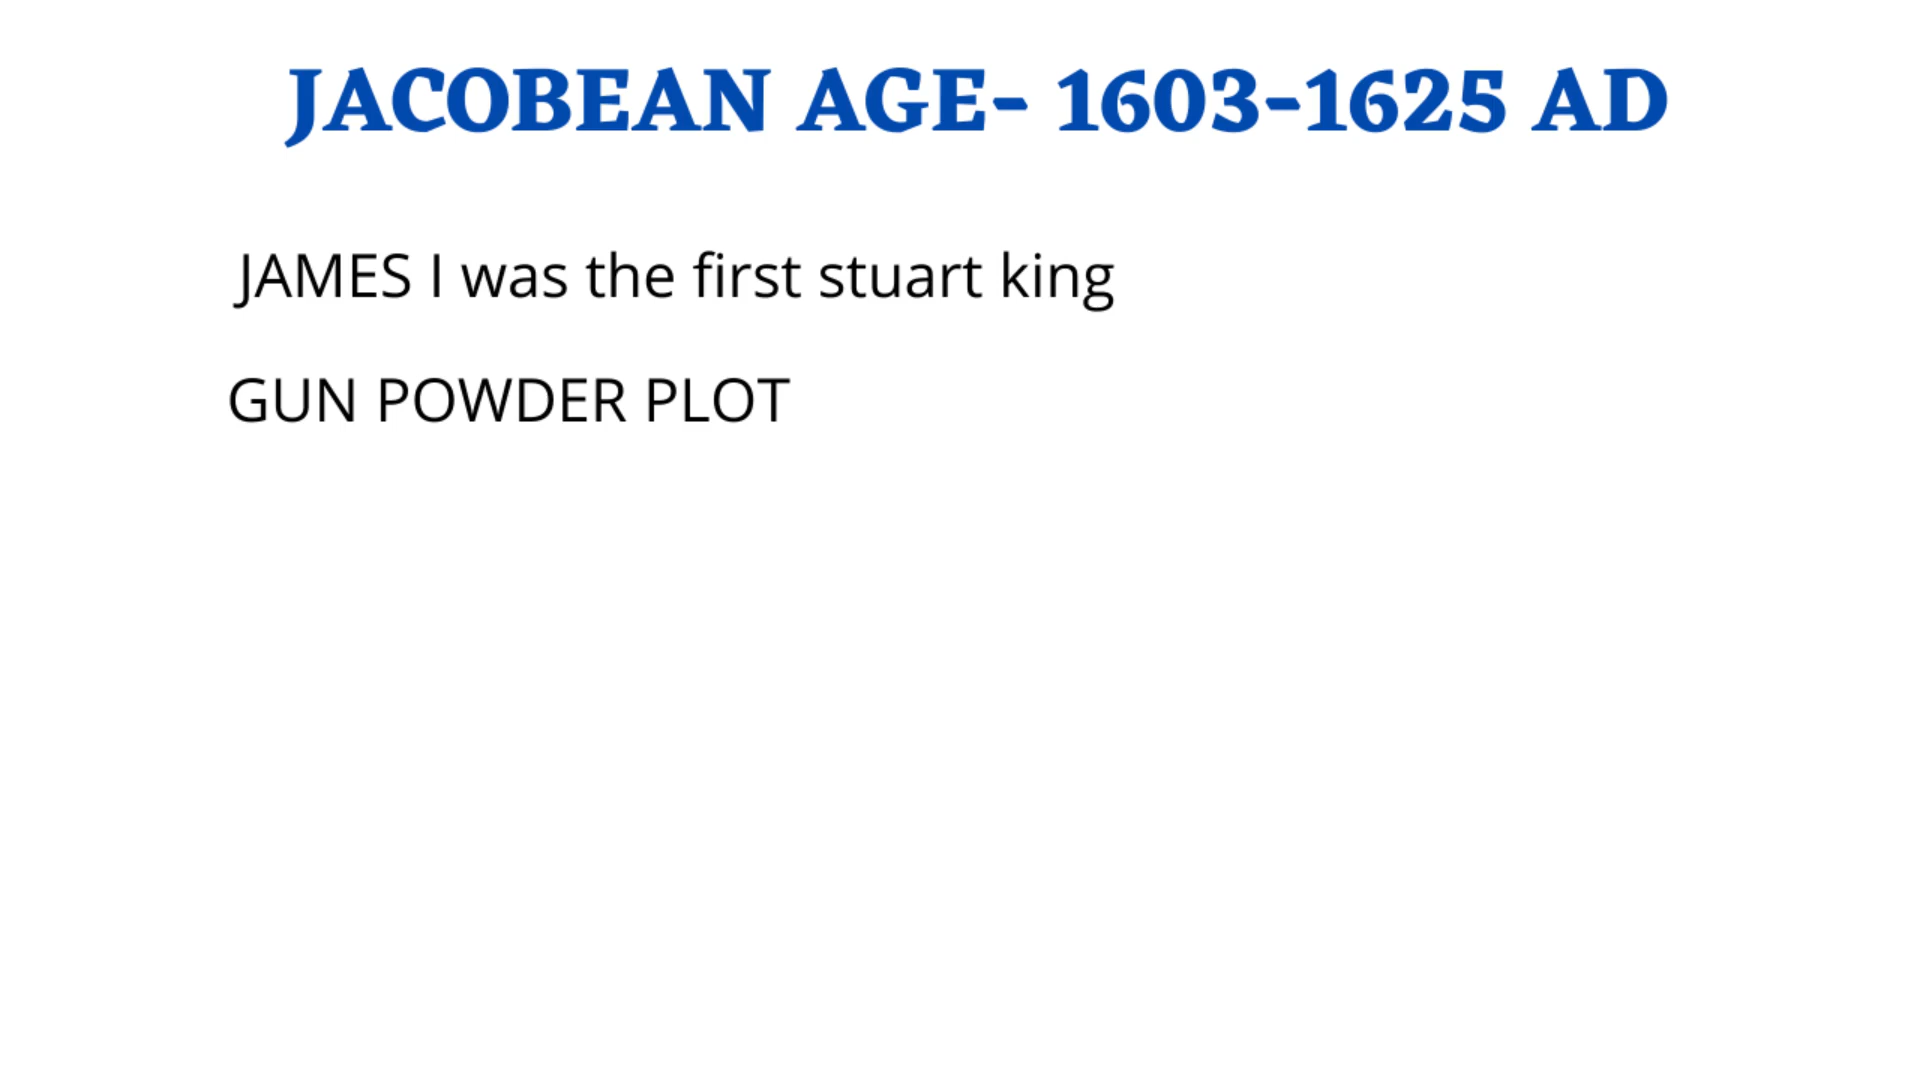 JACOBEAN AGE- 1603-1625 AD
JAMES I was the first stuart king
GUN POWDER PLOT